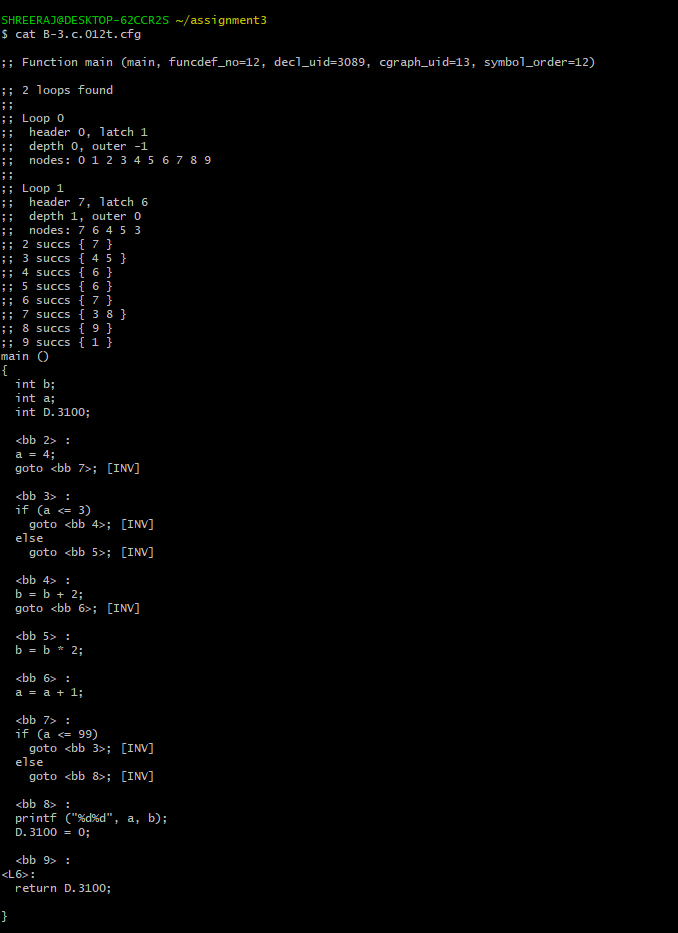 SHREERAJ@DESKTOP-62CCR2S ~/assignment3
$ cat B-3.c.012t.cfg

;; Function main (main, funcdef_no=12, decl_uid=3089, cgraph_uid=13, symbol_order=12)

;; 2 loops found
;;
;; Loop 0
;;  header 0, latch 1
;;  depth 0, outer -1
;;  nodes: 0 1 2 3 4 5 6 7 8 9
;;
;; Loop 1
;;  header 7, latch 6
;;  depth 1, outer 0
;;  nodes: 7 6 4 5 3
;; 2 succs { 7 }
;; 3 succs { 4 5 }
;; 4 succs { 6 }
;; 5 succs { 6 }
;; 6 succs { 7 }
;; 7 succs { 3 8 }
;; 8 succs { 9 }
;; 9 succs { 1 }
main ()
{
  int b;
  int a;
  int D.3100;

  <bb 2> :
  a = 4;
  goto <bb 7>; [INV]

  <bb 3> :
  if (a <= 3)
    goto <bb 4>; [INV]
  else
    goto <bb 5>; [INV]

  <bb 4> :
  b = b + 2;
  goto <bb 6>; [INV]

  <bb 5> :
  b = b * 2;

  <bb 6> :
  a = a + 1;

  <bb 7> :
  if (a <= 99)
    goto <bb 3>; [INV]
  else
    goto <bb 8>; [INV]

  <bb 8> :
  printf ("%d%d", a, b);
  D.3100 = 0;

  <bb 9> :
<L6>:
  return D.3100;

}